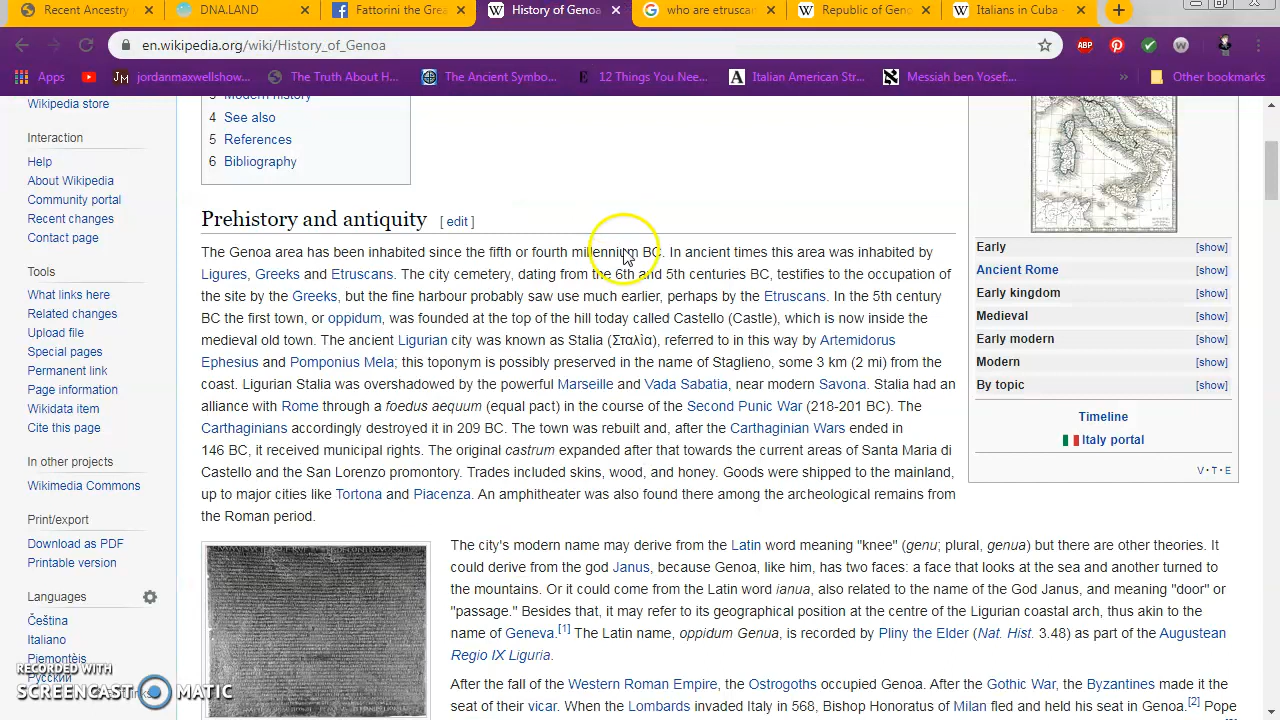 Recent Ancestry
DNA.LAND
Fattorini the Gre
History of Genoa
who are etruscar
Republic of Geno
Italians in Cuba
en.wikipedia.org/wiki/History_of_Genoa
ABP
Apps
jordanmaxwellshow...
The Truth About H...
The Ancient Symbo...
12 Things You Nee...
Italian American Str...
Messiah ben Yosef:...
Other bookmarks
Wikipedia store
Interaction
Help
About Wikipedia
Community portal
Recent changes
Contact page
Tools
What links here
Related changes
Upload file
Special pages
Permanent link
Page information
Wikidata item
Cite this page
In other projects
Wikimedia Commons
Print/export
Download as PDF
Printable version
Languages
Čeština
Italiano
RECORDED WITH
SCREENCAST MATIC
3 Modern history
4 See also
5 References
6 Bibliography
Prehistory and antiquity [ edit ]
The Genoa area has been inhabited since the fifth or fourth millennium BC. In ancient times this area was inhabited by
Ligures, Greeks and Etruscans. The city cemetery, dating from the 6th and 5th centuries BC, testifies to the occupation of
the site by the Greeks, but the fine harbour probably saw use much earlier, perhaps by the Etruscans. In the 5th century
BC the first town, or oppidum, was founded at the top of the hill today called Castello (Castle), which is now inside the
medieval old town. The ancient Ligurian city was known as Stalia (Σταλìα), referred to in this way by Artemidorus
Ephesius and Pomponius Mela; this toponym is possibly preserved in the name of Staglieno, some 3 km (2 mi) from the
coast. Ligurian Stalia was overshadowed by the powerful Marseille and Vada Sabatia, near modern Savona. Stalia had an
alliance with Rome through a foedus aequum (equal pact) in the course of the Second Punic War (218-201 BC). The
Carthaginians accordingly destroyed it in 209 BC. The town was rebuilt and, after the Carthaginian Wars ended in
146 BC, it received municipal rights. The original castrum expanded after that towards the current areas of Santa Maria di
Castello and the San Lorenzo promontory. Trades included skins, wood, and honey. Goods were shipped to the mainland,
up to major cities like Tortona and Piacenza. An amphitheater was also found there among the archeological remains from
the Roman period.
The city's modern name may derive from the Latin word meaning "knee" (genu; plural, genua) but there are other theories. It
could derive from the god Janus, because Genoa, like him, has two faces: a face that looks at the sea and another turned to
the mountains. Or it could come from the Latin word ianua, also related to the name of the God Janus, and meaning "door" or
"passage." Besides that, it may refer to its position at the centre of the Ligurian coastal arch, thus akin to the
name of Geneva.[1] The Latin name, oppidum Genua, is recorded by Pliny the Elder (Nat. Hist. 3.48) as part of the Augustean
Regio IX Liguria.
After the fall of the Western Roman Empire, the Ostrogoths occupied Genoa. After the Gothic War, the Byzantines made it the
seat of their vicar. When the Lombards invaded Italy in 568, Bishop Honoratus of Milan fled and held his seat in Genoa.[2] Pope
Early [show]
Ancient Rome [show]
Early kingdom [show]
Medieval [show]
Early modern [show]
Modern [show]
By topic [show]
Timeline
Italy portal
V · T · E